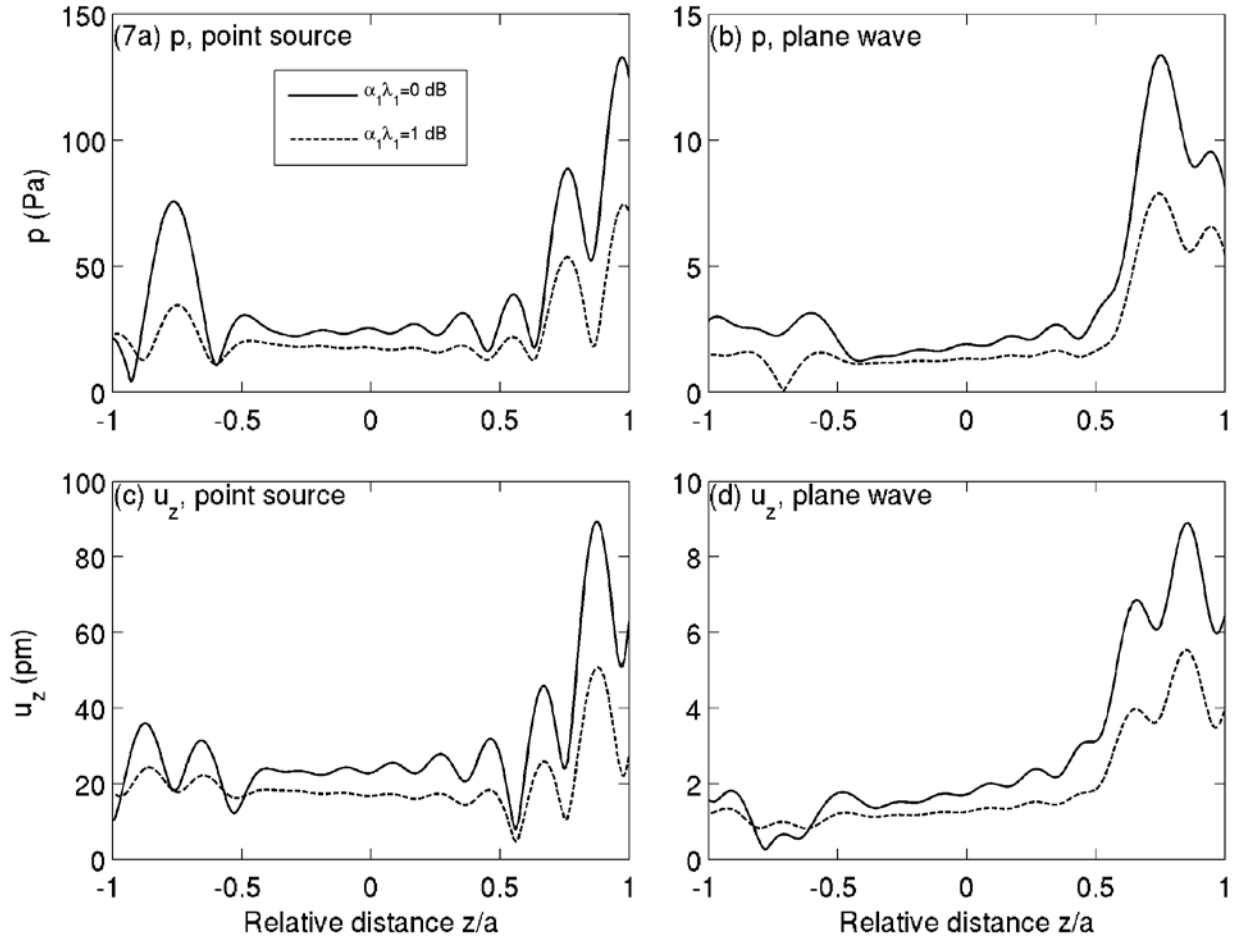 (7a) p, point source
(b) p, plane wave
α₁λ₁=0 dB
α₁λ₁=1 dB
p (Pa)
150
100
50
0
-1 -0.5 0 0.5 1
15
10
5
0
-1 -0.5 0 0.5 1
(c) u_z, point source
(d) u_z, plane wave
u_z (pm)
100
80
60
40
20
0
-1 -0.5 0 0.5 1
Relative distance z/a
10
8
6
4
2
0
-1 -0.5 0 0.5 1
Relative distance z/a